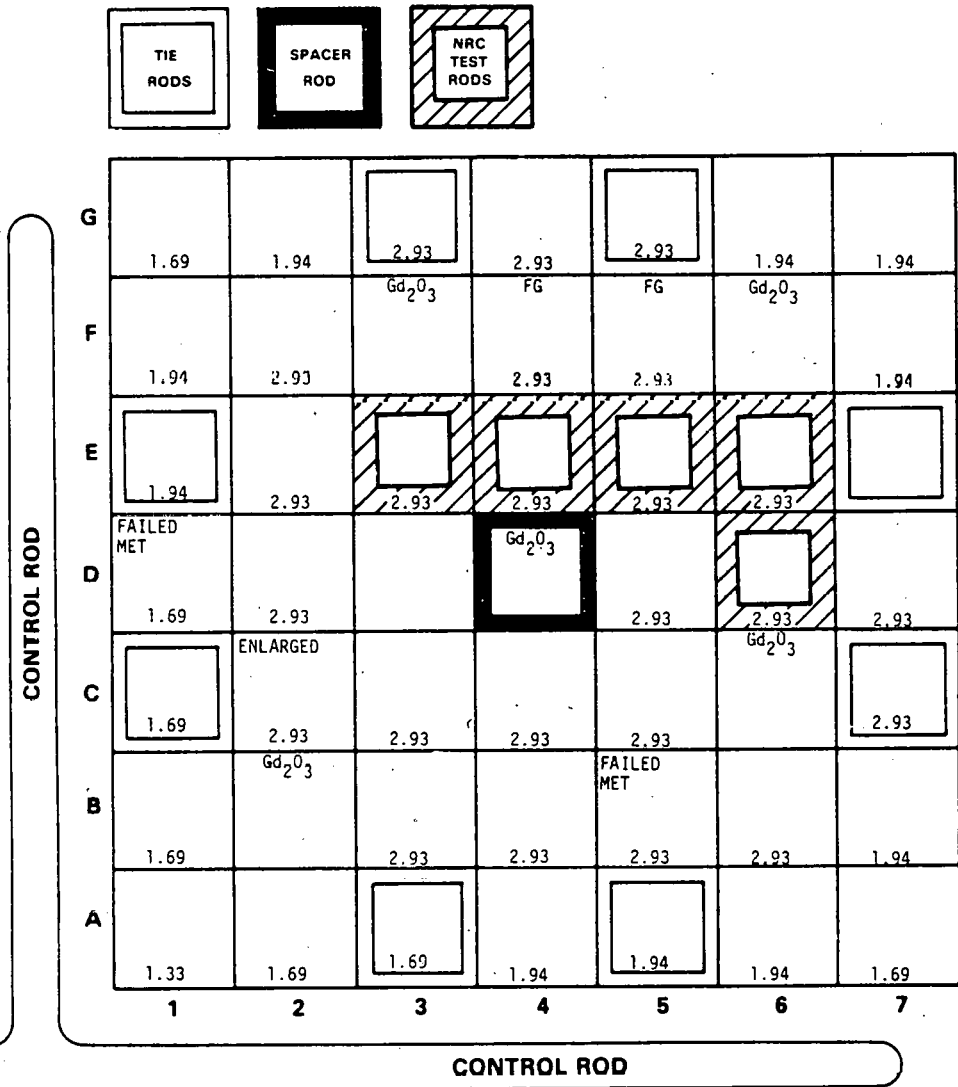 TIE
RODS
SPACER
ROD
NRC
TEST
RODS
G
1.69 1.94 2.93 2.93 2.93 1.94 1.94
Gd2O3 FG FG Gd2O3
F
1.94 2.93 2.93 2.93 1.94
E
1.94 2.93 2.93 2.93 2.93 2.93
FAILED
MET
Gd2O3
D
1.69 2.93 2.93 2.93 2.93
ENLARGED Gd2O3
C
1.69 2.93 2.93 2.93 2.93 2.93
Gd2O3 FAILED
MET
B
1.69 2.93 2.93 2.93 2.93 1.94
A
1.33 1.69 1.69 1.94 1.94 1.94 1.69
1 2 3 4 5 6 7
CONTROL ROD
CONTROL ROD